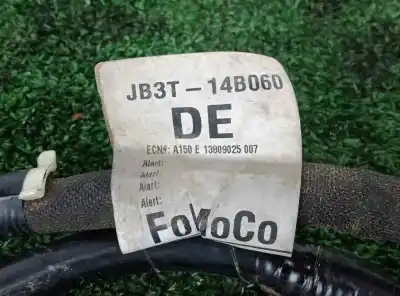 JB3T-14B060
DE
ECN#: A150 E 13809025 007
Alert:
Alert:
Alert:
Alert:
FoMoCo